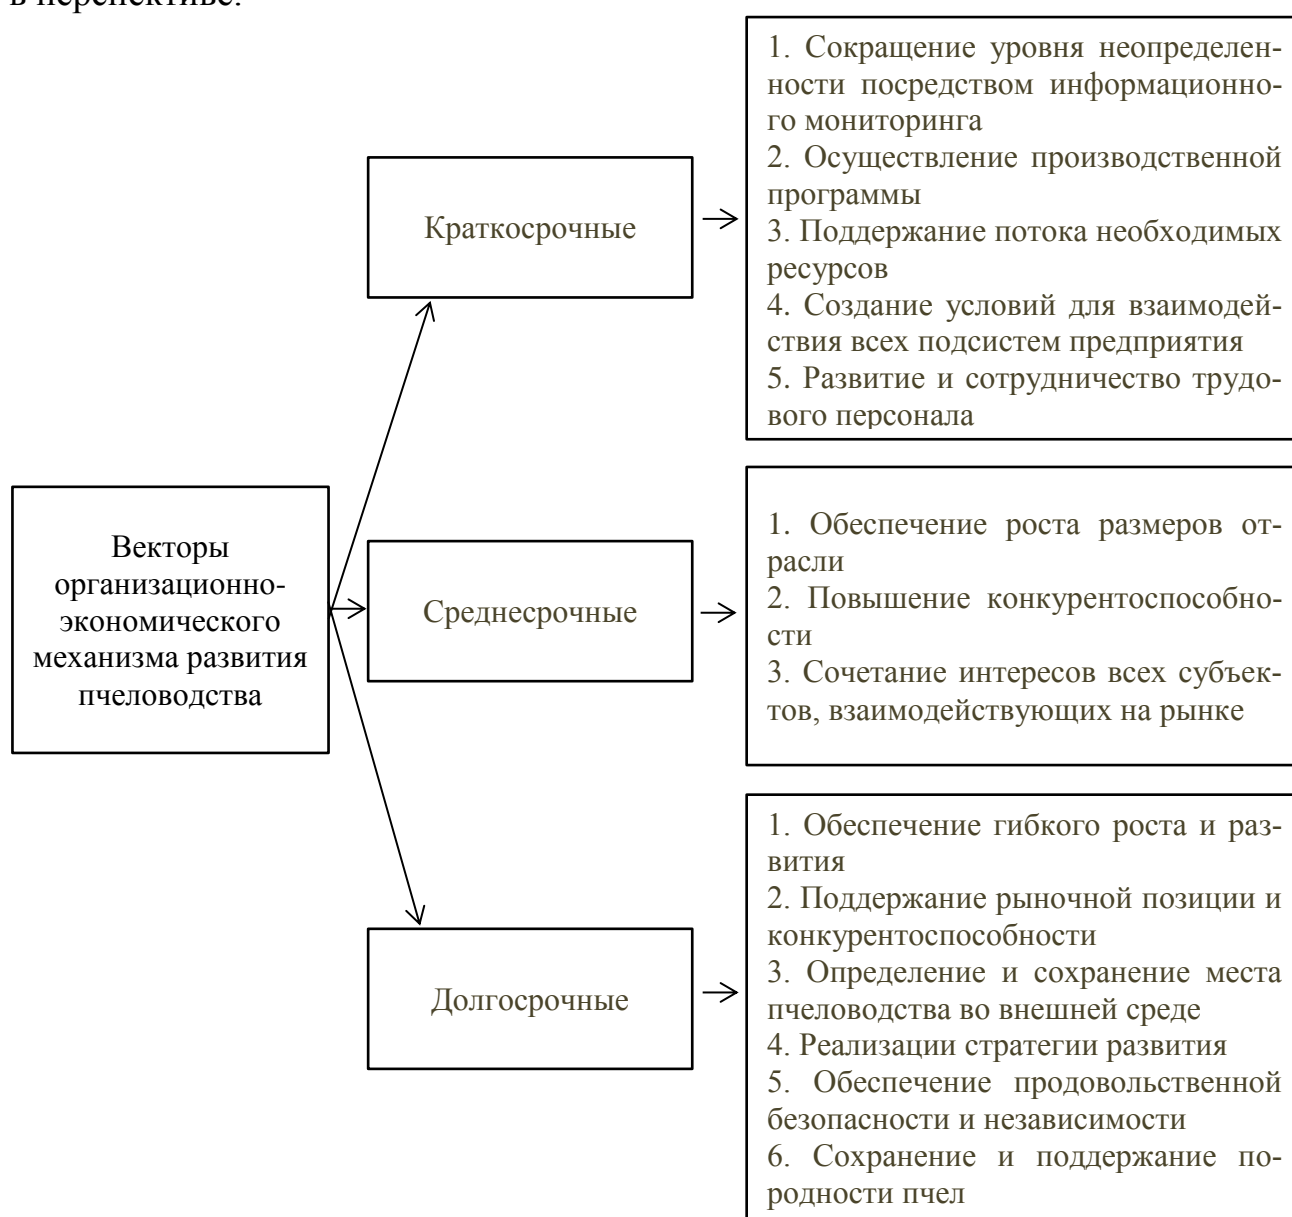 в перспективе.
1. Сокращение уровня неопределен-
ности посредством информационно-
го мониторинга
2. Осуществление производственной
программы
3. Поддержание потока необходимых
ресурсов
4. Создание условий для взаимодей-
ствия всех подсистем предприятия
5. Развитие и сотрудничество трудо-
вого персонала
Краткосрочные
Векторы
организационно-
экономического
механизма развития
пчеловодства
Среднесрочные
1. Обеспечение роста размеров от-
расли
2. Повышение конкурентоспособно-
сти
3. Сочетание интересов всех субъек-
тов, взаимодействующих на рынке
Долгосрочные
1. Обеспечение гибкого роста и раз-
вития
2. Поддержание рыночной позиции и
конкурентоспособности
3. Определение и сохранение места
пчеловодства во внешней среде
4. Реализации стратегии развития
5. Обеспечение продовольственной
безопасности и независимости
6. Сохранение и поддержание по-
родности пчел